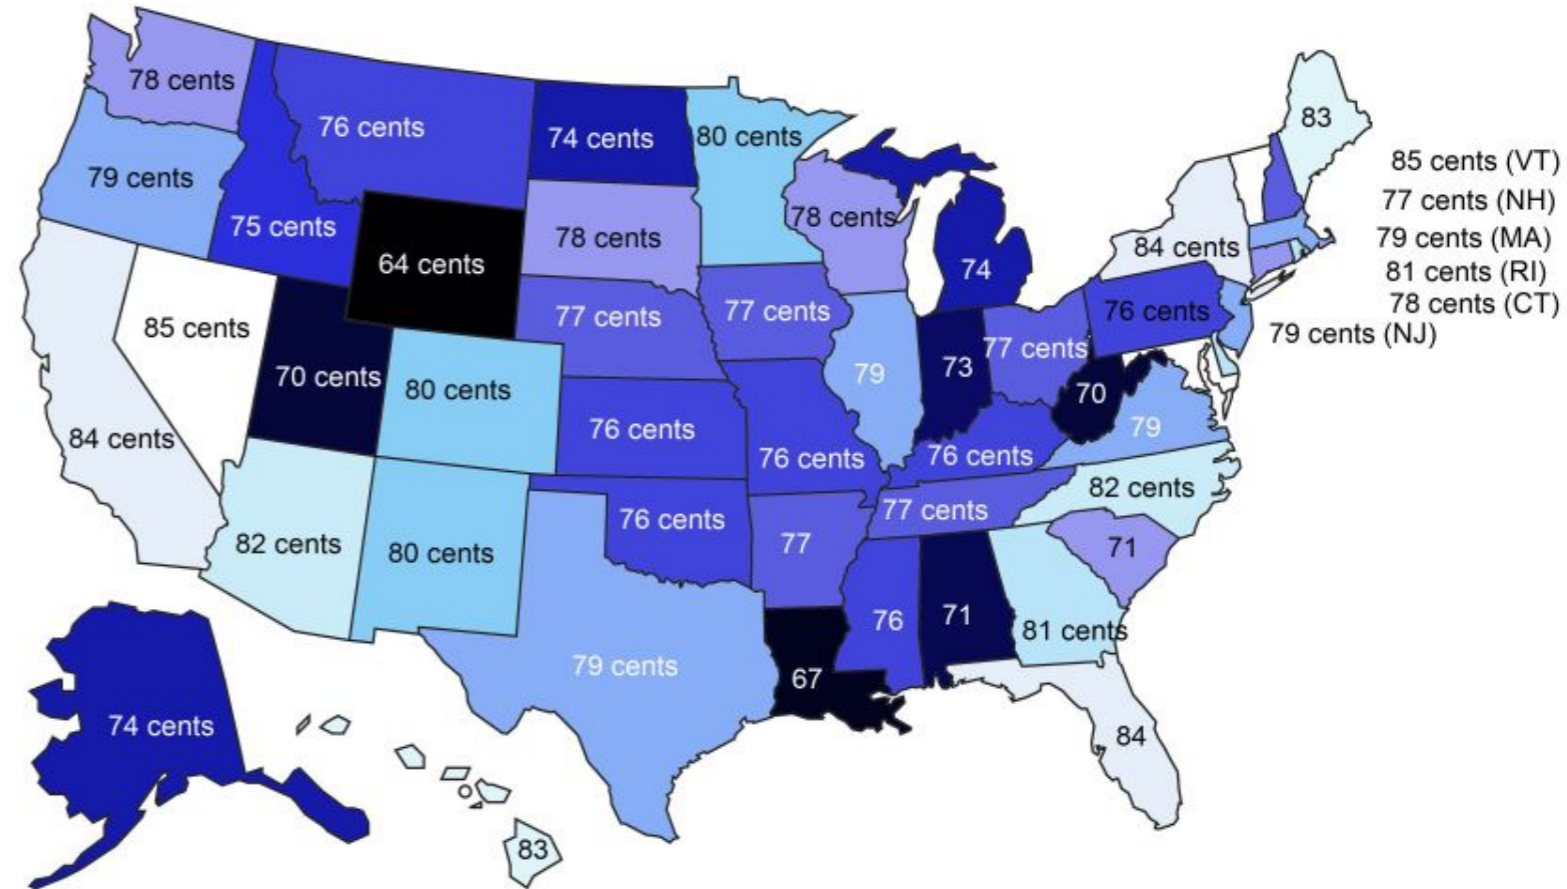 78 cents
76 cents
74 cents
80 cents
83
79 cents
75 cents
64 cents
78 cents
78 cents
74
84 cents
85 cents (VT)
77 cents (NH)
79 cents (MA)
81 cents (RI)
78 cents (CT)
79 cents (NJ)
85 cents
70 cents
80 cents
77 cents
77 cents
79
73
77 cents
76 cents
70
79
84 cents
76 cents
76 cents
76 cents
82 cents
82 cents
80 cents
76 cents
77
77 cents
71
79 cents
67
76
71
81 cents
84
74 cents
83